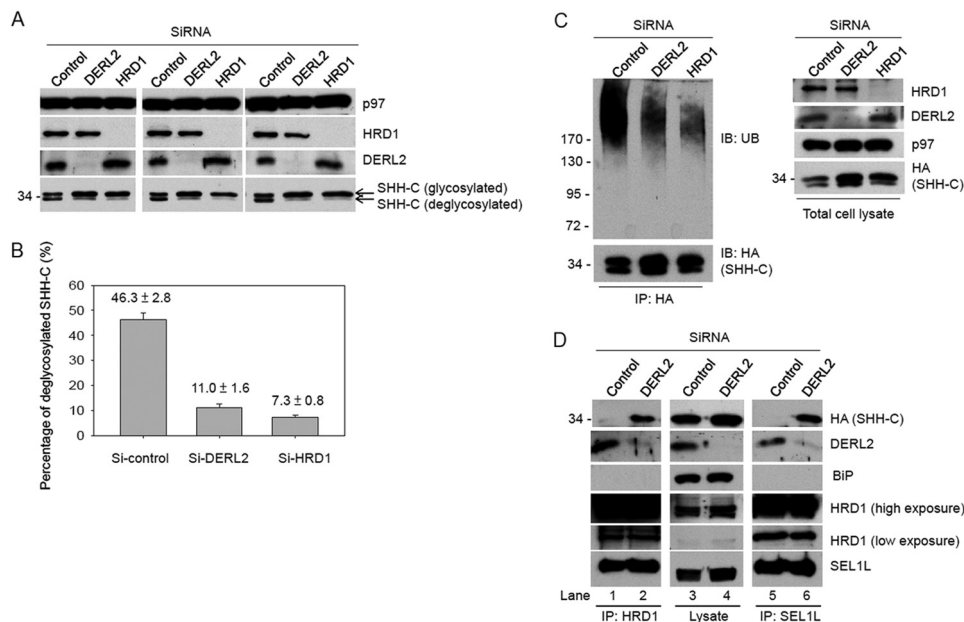 A
SiRNA
Control DERL2 HRD1 Control DERL2 HRD1 Control DERL2 HRD1
p97
HRD1
DERL2
34 -
SHH-C (glycosylated)
SHH-C (deglycosylated)
B
Percentage of deglycosylated SHH-C (%)
60
50
40
30
20
10
0
46.3 ± 2.8
11.0 ± 1.6
7.3 ± 0.8
Si-control Si-DERL2 Si-HRD1
C
SiRNA
Control DERL2 HRD1
170 -
130 -
95 -
72 -
34 -
IB: UB
IB: HA
(SHH-C)
IP: HA
SiRNA
Control DERL2 HRD1
HRD1
DERL2
p97
34 -
HA
(SHH-C)
Total cell lysate
D
SiRNA
Control DERL2 Control DERL2 Control DERL2
34 -
HA (SHH-C)
DERL2
BiP
HRD1 (high exposure)
HRD1 (low exposure)
SEL1L
Lane 1 2 3 4 5 6
IP: HRD1 Lysate IP: SEL1L